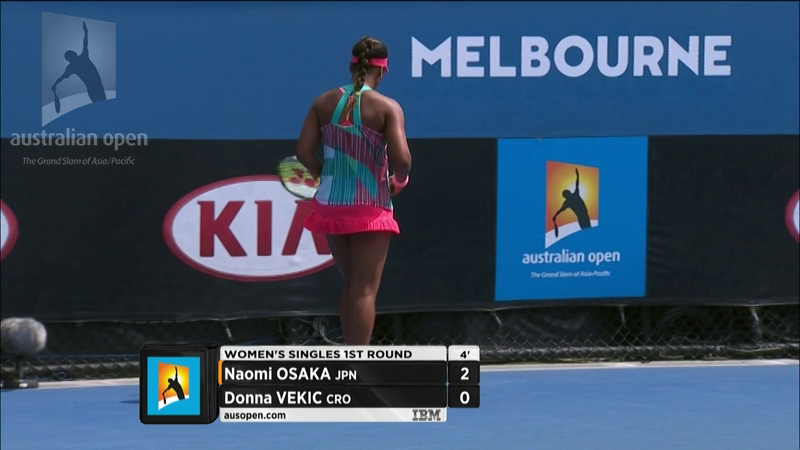 MELBOURNE
australian open
The Grand Slam of Asia/Pacific
KIA
australian open
The Grand Slam of Asia-Pacific
WOMEN'S SINGLES 1ST ROUND 4'
Naomi OSAKA JPN 2
Donna VEKIC CRO 0
ausopen.com IBM